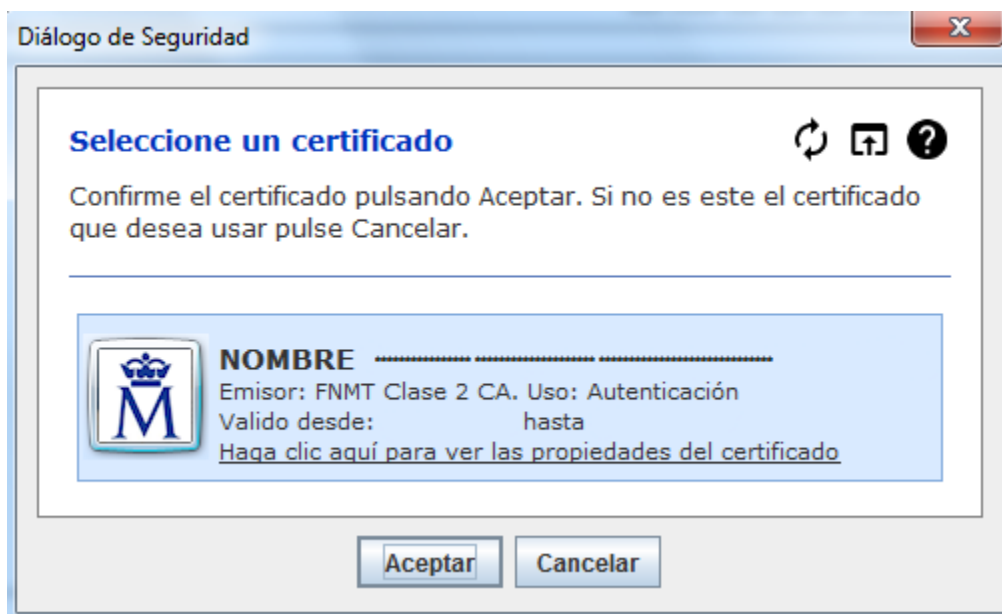 Diálogo de Seguridad
Seleccione un certificado
Confirme el certificado pulsando Aceptar. Si no es este el certificado
que desea usar pulse Cancelar.
NOMBRE
Emisor: FNMT Clase 2 CA. Uso: Autenticación
Valido desde: hasta
Haga clic aquí para ver las propiedades del certificado
Aceptar Cancelar